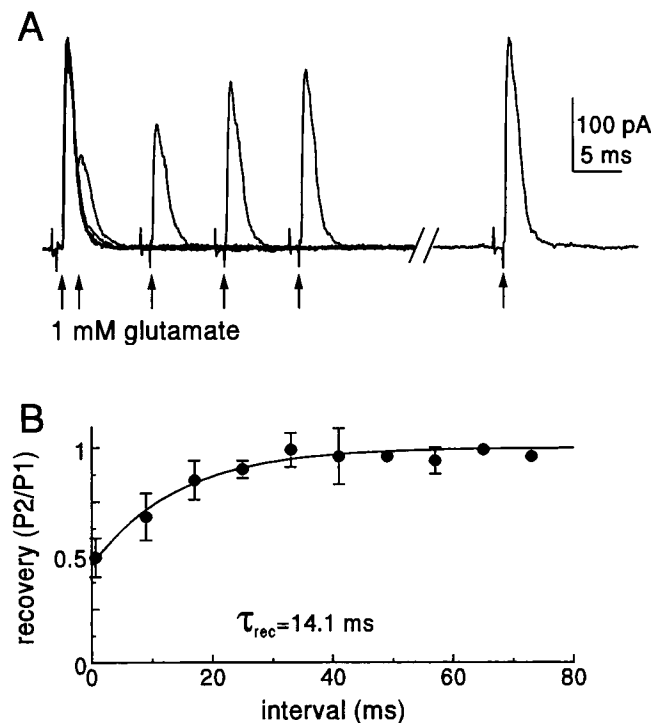 A
100 pA
5 ms
1 mM glutamate
B
recovery (P2/P1)
1
0.5
0
τrec=14.1 ms
0 20 40 60 80
interval (ms)